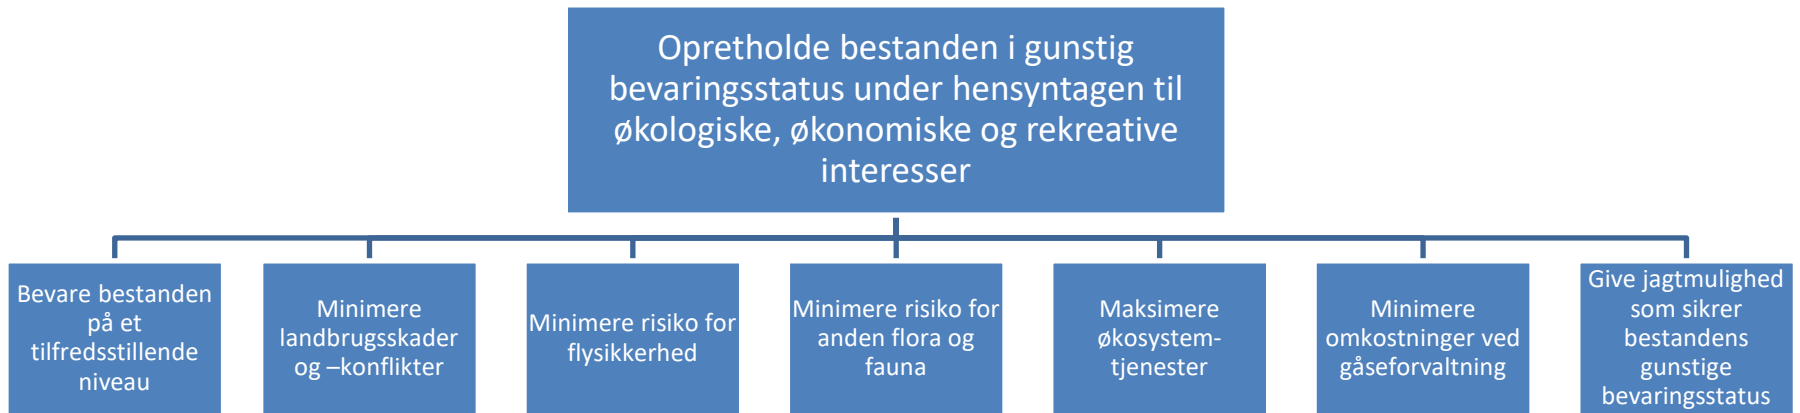 Opretholde bestanden i gunstig
bevaringsstatus under hensyntagen til
økologiske, økonomiske og rekreative
interesser
Bevare bestanden
på et
tilfredsstillende
niveau
Minimere
landbrugsskader
og –konflikter
Minimere risiko for
flysikkerhed
Minimere risiko for
anden flora og
fauna
Maksimere
økosystem-
tjenester
Minimere
omkostninger ved
gåseforvaltning
Give jagtmulighed
som sikrer
bestandens
gunstige
bevaringsstatus